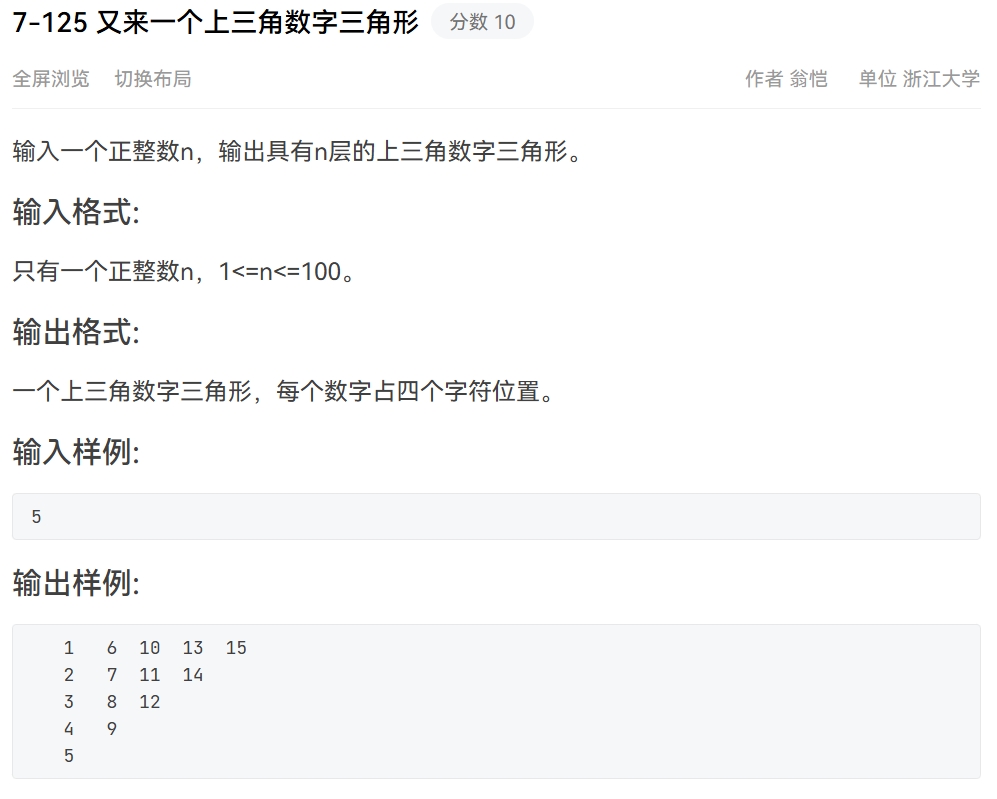 7-125 又来一个上三角数字三角形 分数 10
全屏浏览 切换布局 作者 翁恺 单位 浙江大学
输入一个正整数n，输出具有n层的上三角数字三角形。
输入格式:
只有一个正整数n，1<=n<=100。
输出格式:
一个上三角数字三角形，每个数字占四个字符位置。
输入样例:
5
输出样例:
1 6 10 13 15
2 7 11 14
3 8 12
4 9
5